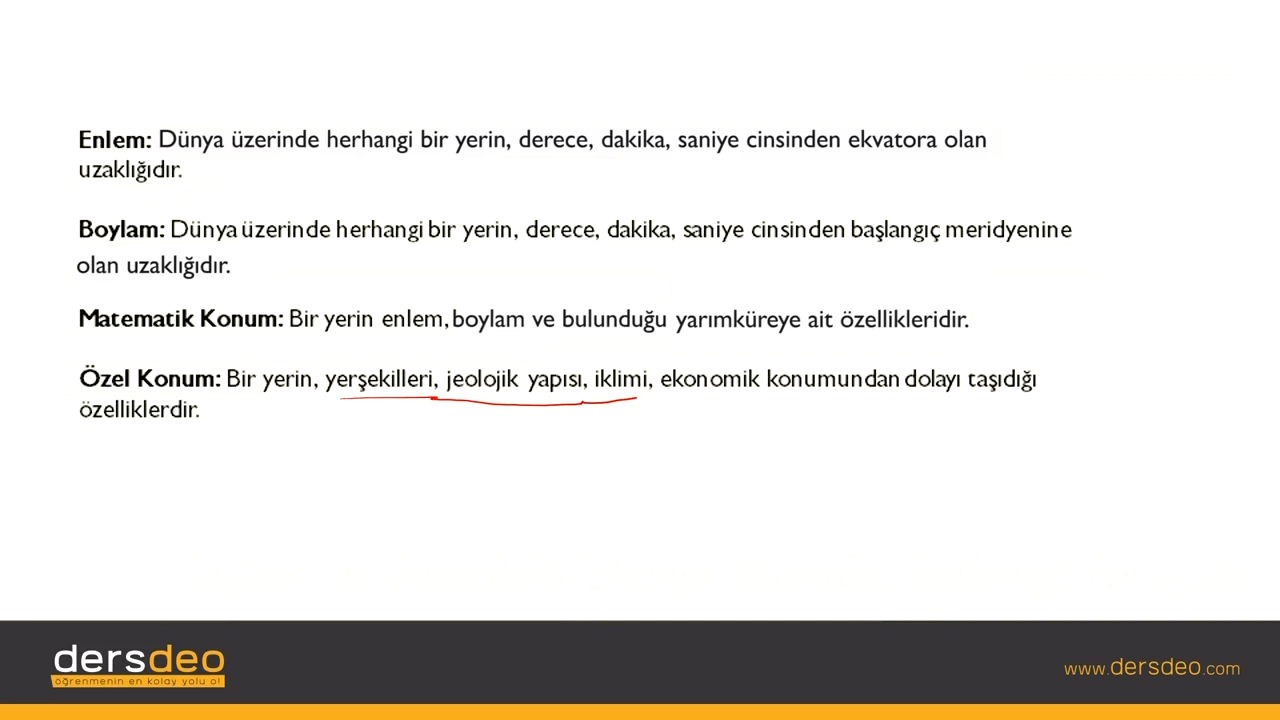 Enlem: Dünya üzerinde herhangi bir yerin, derece, dakika, saniye cinsinden ekvatora olan
uzaklığıdır.
Boylam: Dünya üzerinde herhangi bir yerin, derece, dakika, saniye cinsinden başlangıç meridyenine
olan uzaklığıdır.
Matematik Konum: Bir yerin enlem, boylam ve bulunduğu yarımküreye ait özellikleridir.
Özel Konum: Bir yerin, yerşekilleri, jeolojik yapısı, iklimi, ekonomik konumundan dolayı taşıdığı
özelliklerdir.
dersdeo
öğrenmenin en kolay yolu o!
www.dersdeo.com